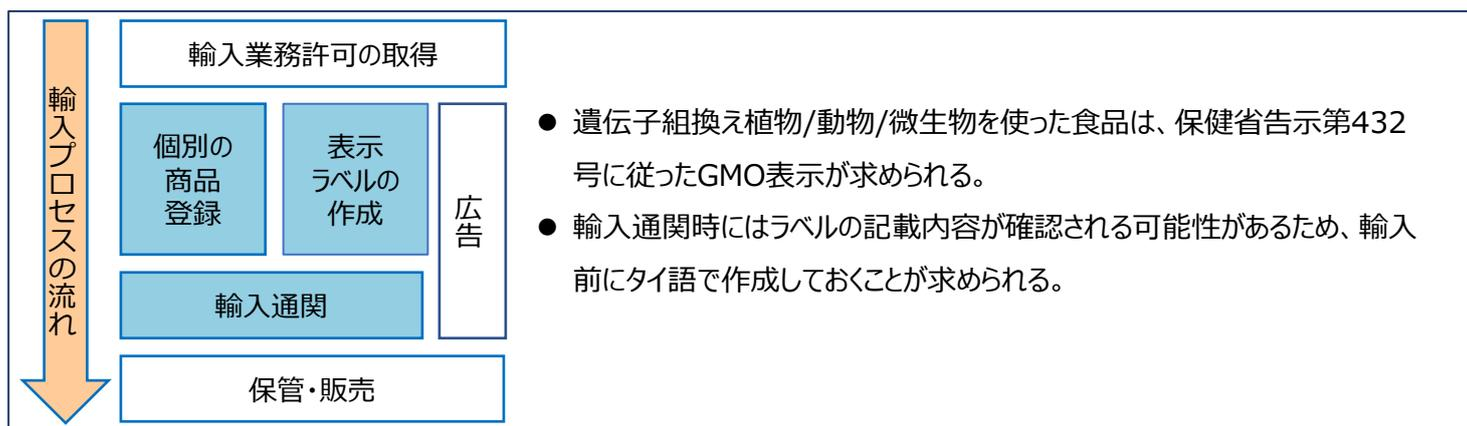 輸入プロセスの流れ
輸入業務許可の取得
個別の
商品
登録
表示
ラベルの
作成
広告
輸入通関
保管・販売
● 遺伝子組換え植物/動物/微生物を使った食品は、保健省告示第432
号に従ったGMO表示が求められる。
● 輸入通関時にはラベルの記載内容が確認される可能性があるため、輸入
前にタイ語で作成しておくことが求められる。